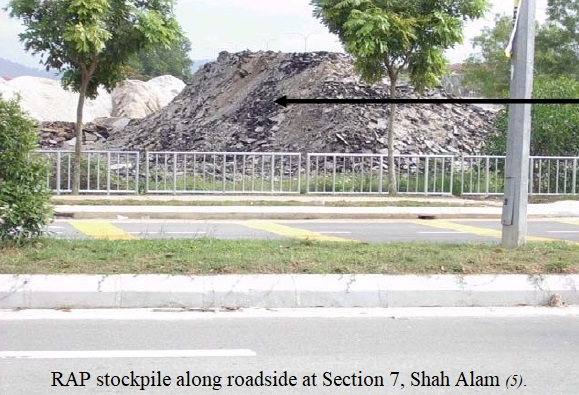 RAP stockpile along roadside at Section 7, Shah Alam (5).